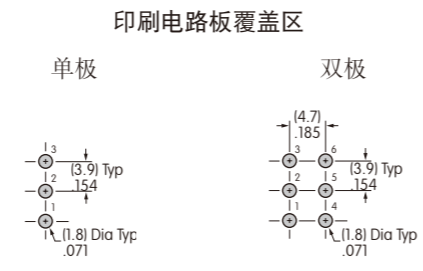 印刷电路板覆盖区
单极
双极
(4.7)
.185
3
(3.9) Typ
2
.154
1
(1.8) Dia Typ
.071
3
6
(3.9) Typ
2
5
.154
1
4
(1.8) Dia Typ
.071